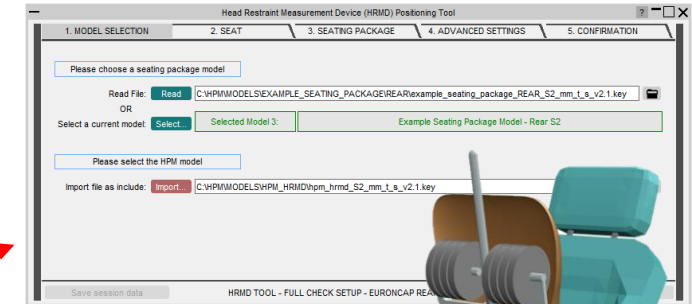 Head Restraint Measurement Device (HRMD) Positioning Tool
?
1. MODEL SELECTION 2. SEAT 3. SEATING PACKAGE 4. ADVANCED SETTINGS 5. CONFIRMATION
Please choose a seating package model
Read File: Read C:\HPM\MODELS\EXAMPLE_SEATING_PACKAGE\REAR\example_seating_package_REAR_S2_mm_t_s_v2.1.key
OR
Select a current model: Select... Selected Model 3: Example Seating Package Model - Rear S2
Please select the HPM model
Import file as include: Import... C:\HPM\MODELS\HPM_HRMD\hpm_hrmd_S2_mm_t_s_v2.1.key
Save session data HRMD TOOL - FULL CHECK SETUP - EURONCAP